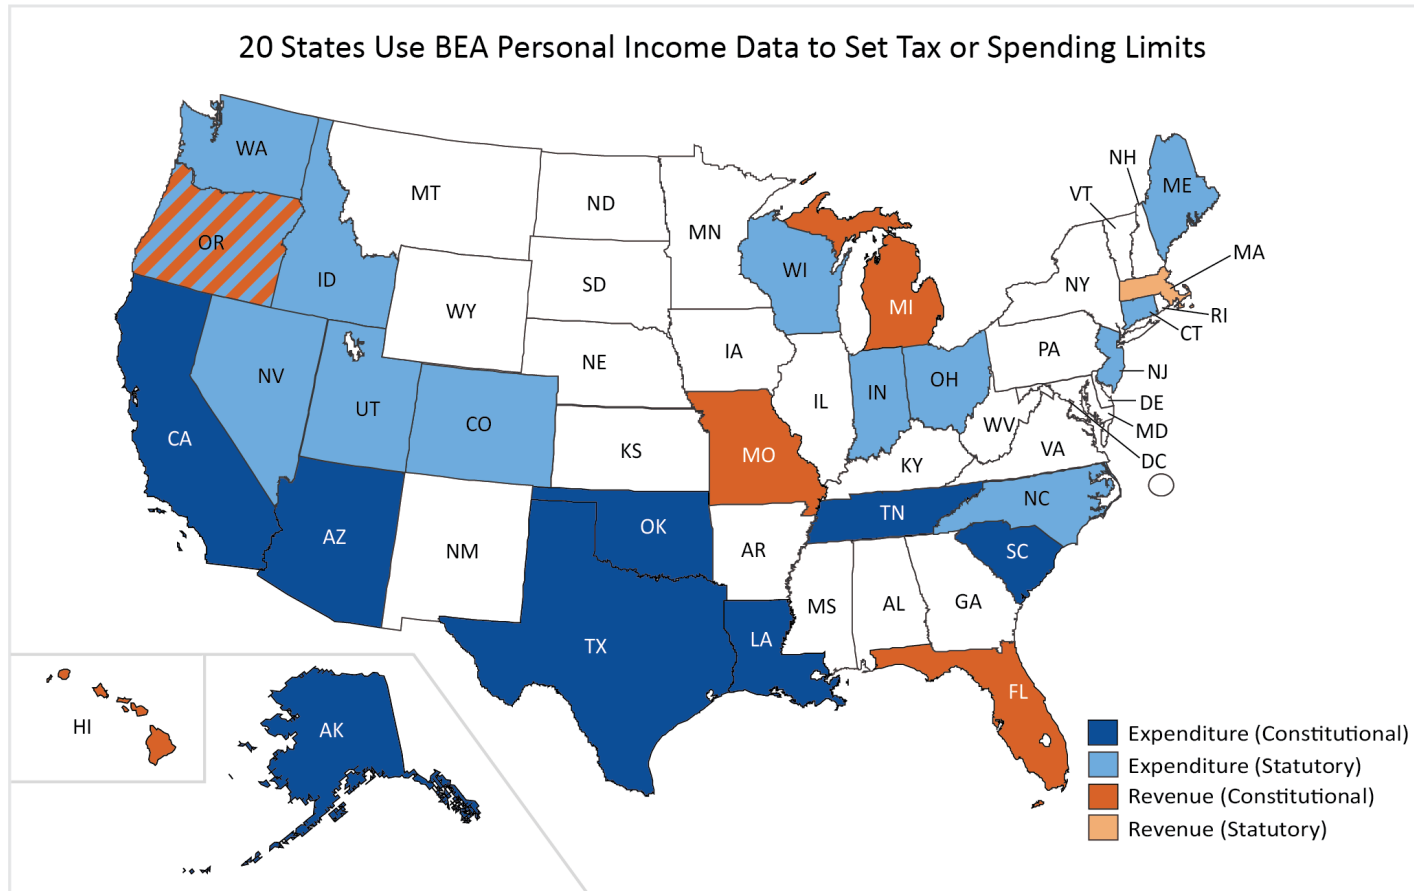 20 States Use BEA Personal Income Data to Set Tax or Spending Limits
WA
MT
ND
MN
NH
VT
ME
OR
ID
WY
SD
WI
MI
NY
MA
RI
CT
NV
UT
CO
NE
IA
IL
IN
OH
PA
NJ
DE
MD
DC
CA
KS
MO
KY
WV
VA
AZ
NM
OK
AR
TN
NC
SC
TX
LA
MS
AL
GA
FL
HI
AK
Expenditure (Constitutional)
Expenditure (Statutory)
Revenue (Constitutional)
Revenue (Statutory)